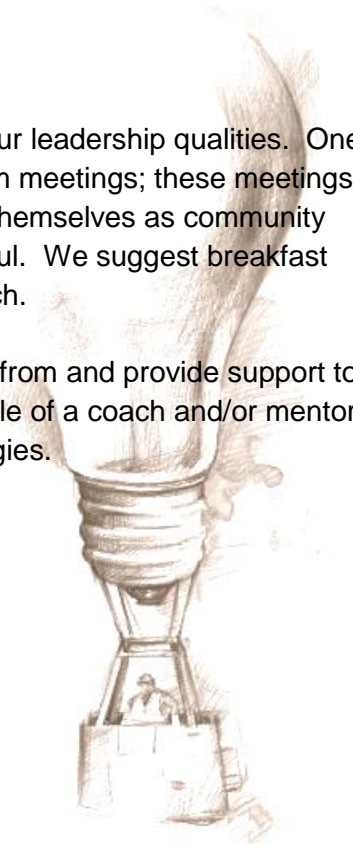 ur leadership qualities.  One
n meetings; these meetings
hemselves as community
ul.  We suggest breakfast
ch.
from and provide support to
le of a coach and/or mentor
gies.